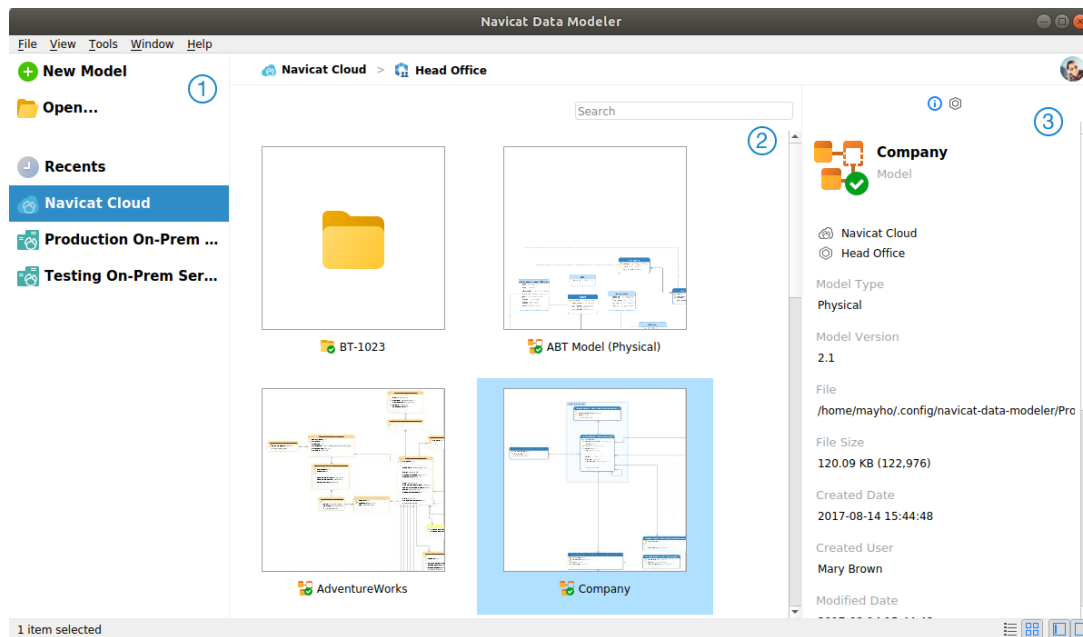 Navicat Data Modeler
File View Tools Window Help
New Model
Open...
1
Recents
Navicat Cloud
Production On-Prem ...
Testing On-Prem Ser...
Navicat Cloud > Head Office
Search
2
BT-1023
ABT Model (Physical)
AdventureWorks
Company
3
Company
Model
Navicat Cloud
Head Office
Model Type
Physical
Model Version
2.1
File
/home/mayho/.config/navicat-data-modeler/Pro
File Size
120.09 KB (122,976)
Created Date
2017-08-14 15:44:48
Created User
Mary Brown
Modified Date
1 item selected